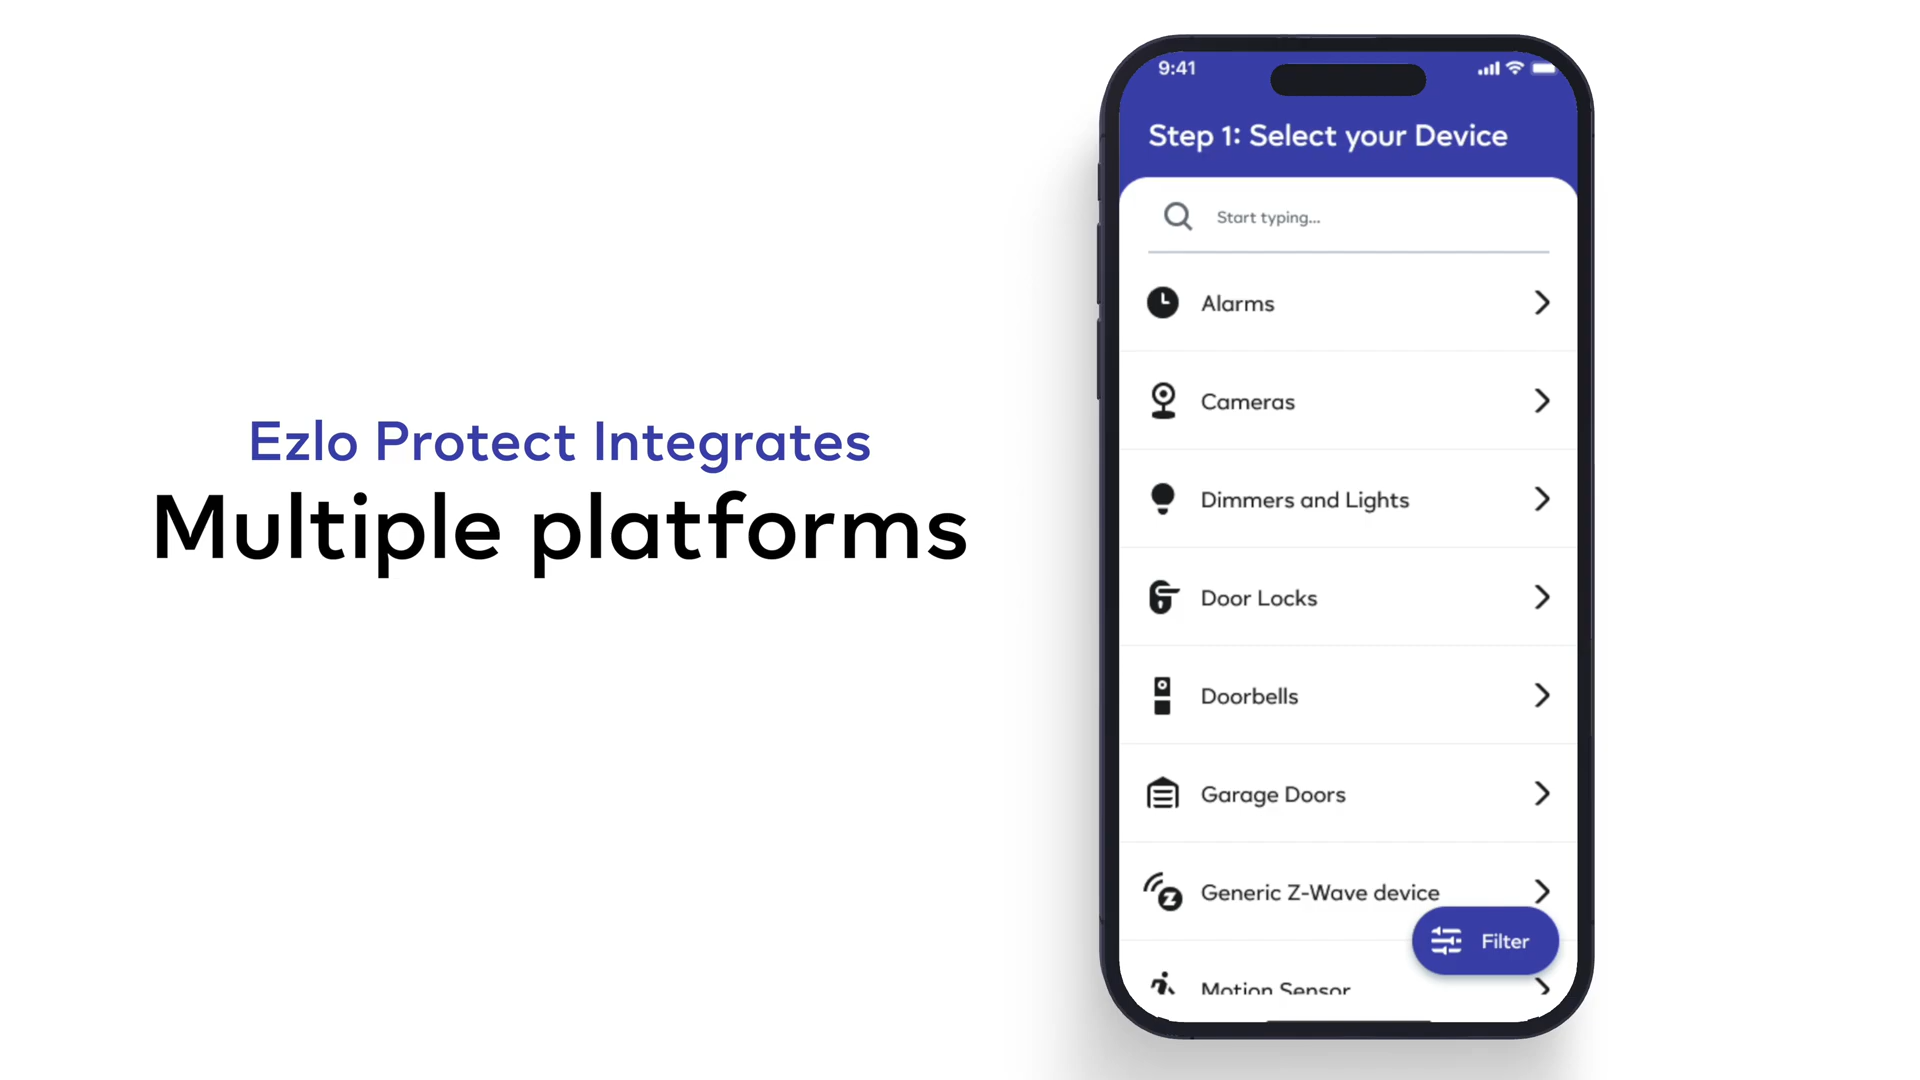 Ezlo Protect Integrates
Multiple platforms
9:41
Step 1: Select your Device
Start typing...
Alarms
Cameras
Dimmers and Lights
Door Locks
Doorbells
Garage Doors
Generic Z-Wave device
Filter
Motion Sensor